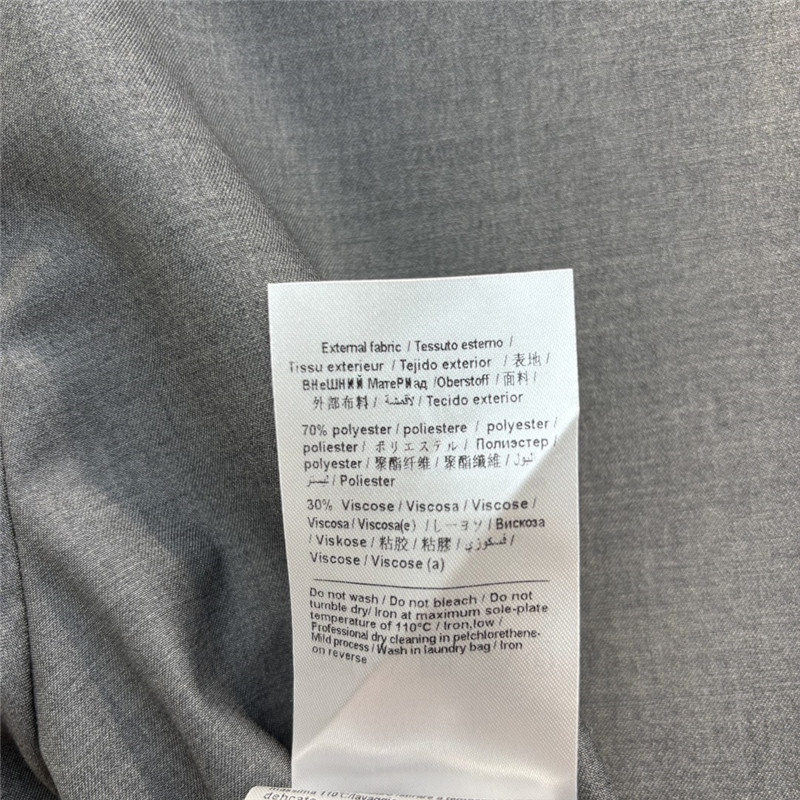 External fabric / Tessuto esterno /
Tissu exterieur / Tejido exterior / 表地 /
ВНеШНИЙ МатеРИад /Oberstoff / 面料 /
外部布料 / أقمشة / Tecido exterior
70% polyester / poliestere / polyester /
poliester / ポリエステル / Полиэстер /
polyester / 聚酯纤维 / 聚酯纖維 /
/ Poliester
30% Viscose / Viscosa / Viscose /
Viscosa / Viscosa(e) / レーヨソ / Вискоза
/ Viskose / 粘胶 / 粘膠 / فسكوزي /
Viscose / Viscose (a)
Do not wash / Do not bleach / Do not
tumble dry/ Iron at maximum sole-plate
temperature of 110°C / Iron,low /
Professional dry cleaning in pelchlorethene-
Mild process / Wash in laundry bag / Iron
on reverse